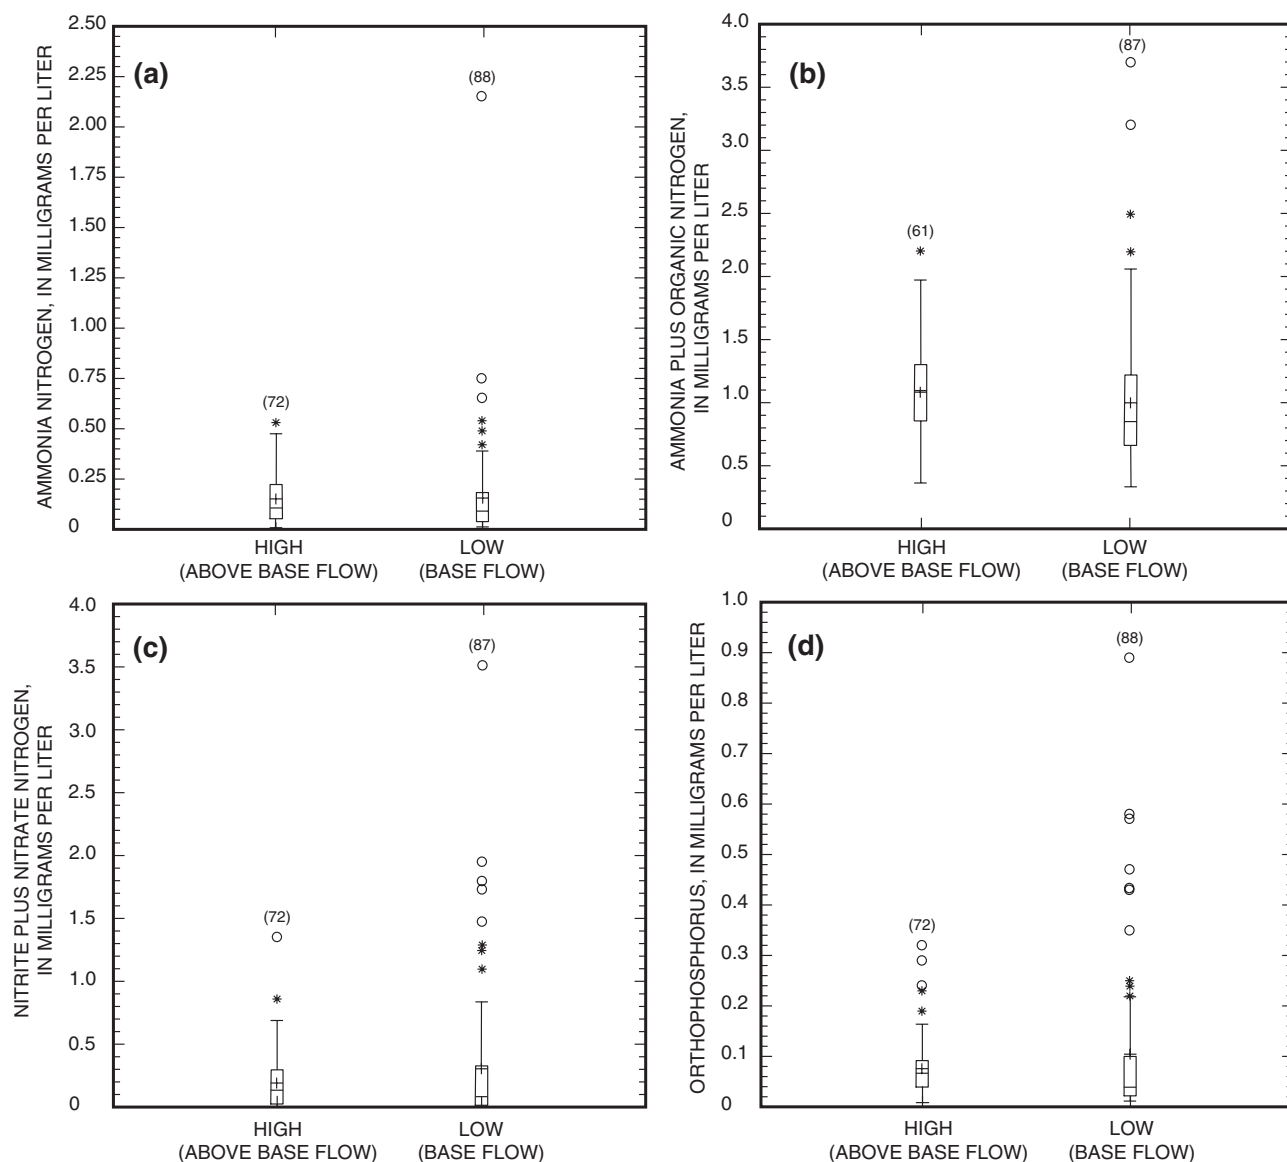 (a)
AMMONIA NITROGEN, IN MILLIGRAMS PER LITER
2.50
2.25
2.00
1.75
1.50
1.25
1.00
0.75
0.50
0.25
0
(72)
(88)
HIGH
(ABOVE BASE FLOW)
LOW
(BASE FLOW)
(b)
AMMONIA PLUS ORGANIC NITROGEN,
IN MILLIGRAMS PER LITER
4.0
3.5
3.0
2.5
2.0
1.5
1.0
0.5
0
(61)
(87)
HIGH
(ABOVE BASE FLOW)
LOW
(BASE FLOW)
(c)
NITRITE PLUS NITRATE NITROGEN,
IN MILLIGRAMS PER LITER
4.0
3.5
3.0
2.5
2.0
1.5
1.0
0.5
0
(72)
(87)
HIGH
(ABOVE BASE FLOW)
LOW
(BASE FLOW)
(d)
ORTHOPHOSPHORUS, IN MILLIGRAMS PER LITER
1.0
0.9
0.8
0.7
0.6
0.5
0.4
0.3
0.2
0.1
0
(72)
(88)
HIGH
(ABOVE BASE FLOW)
LOW
(BASE FLOW)